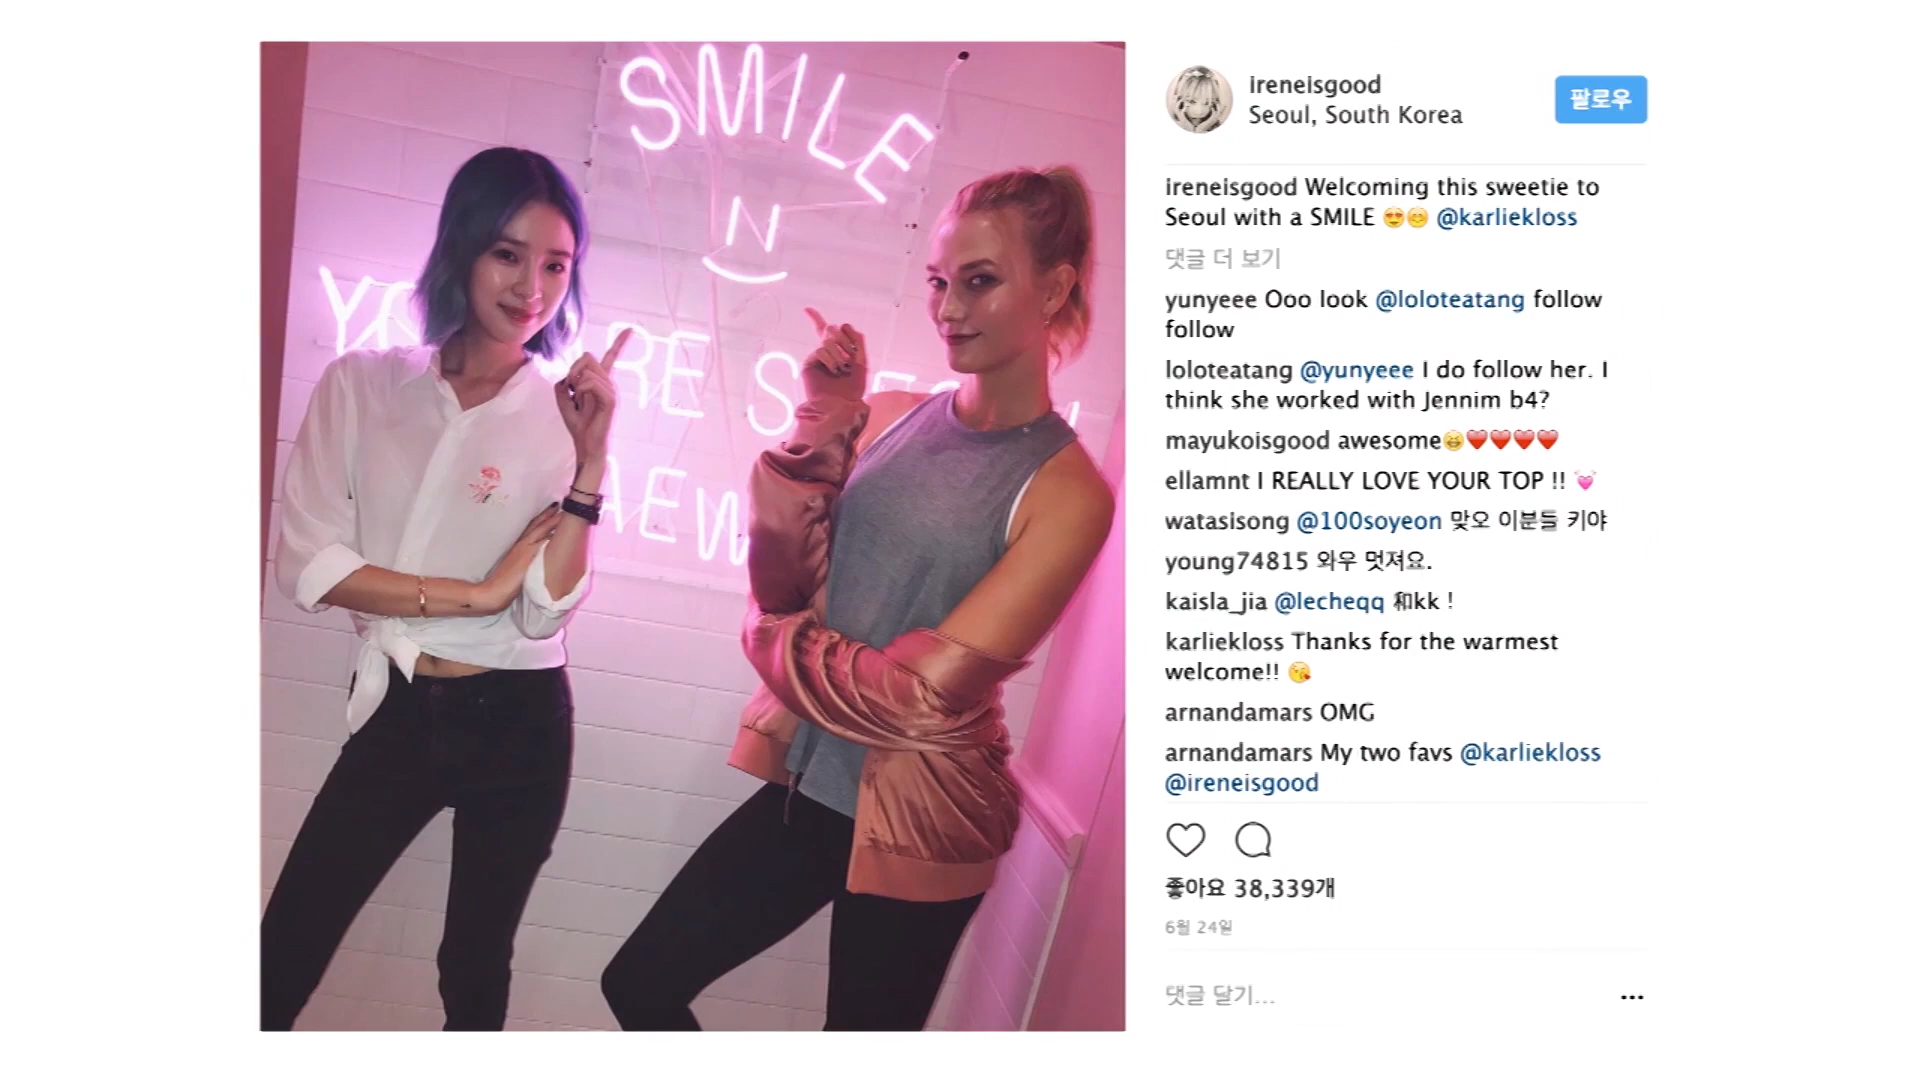 SMILE
N
YOU ARE SPECIAL
AEW
ireneisgood
Seoul, South Korea
팔로우
ireneisgood Welcoming this sweetie to
Seoul with a SMILE 😍😊 @karliekloss
댓글 더 보기
yunyeee Ooo look @loloteatang follow
follow
loloteatang @yunyeee I do follow her. I
think she worked with Jennim b4?
mayukoisgood awesome😄❤❤❤❤
ellamnt I REALLY LOVE YOUR TOP !! 💓
watasisong @100soyeon 맞오 이분들 키야
young74815 와우 멋져요.
kaisla_jia @lecheqq 和kk !
karliekloss Thanks for the warmest
welcome!! 😘
arnandamars OMG
arnandamars My two favs @karliekloss
@ireneisgood
좋아요 38,339개
6월 24일
댓글 달기...